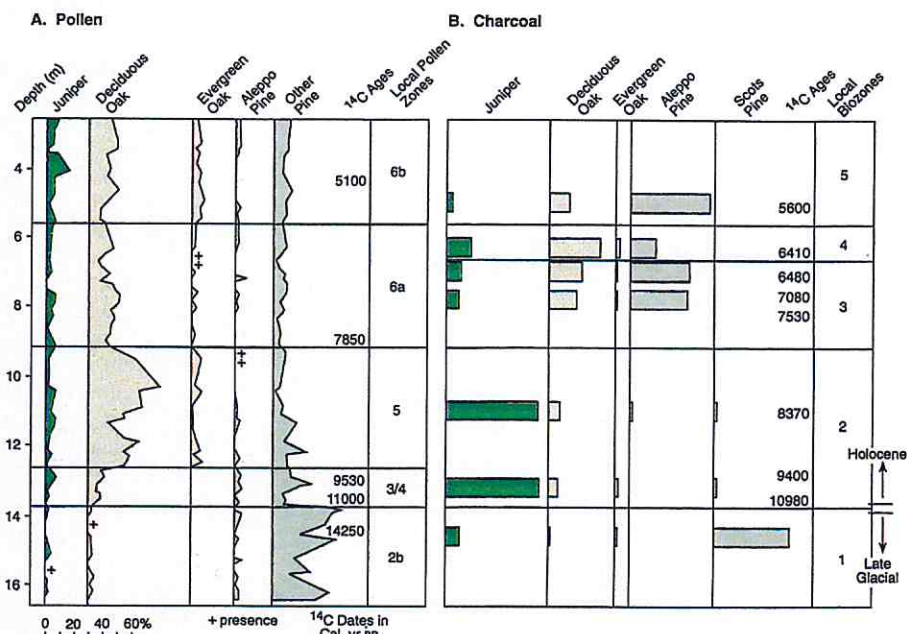 A. Pollen
Depth (m)
Juniper
Deciduous
Oak
Evergreen
Oak
Aleppo
Pine
Other
Pine
14C Ages
Local Pollen
Zones
4
6
8
10
12
14
16
5100
7850
9530
11000
14250
6b
6a
5
3/4
2b
+
+
+
+
+
+
0 20 40 60%
+ presence
14C Dates in
Cal. yr BP
B. Charcoal
Juniper
Deciduous
Oak
Evergreen
Oak
Aleppo
Pine
Scots
Pine
14C Ages
Local
Biozones
5600
6410
6480
7080
7530
8370
9400
10980
5
4
3
2
1
Holocene
Late
Glacial